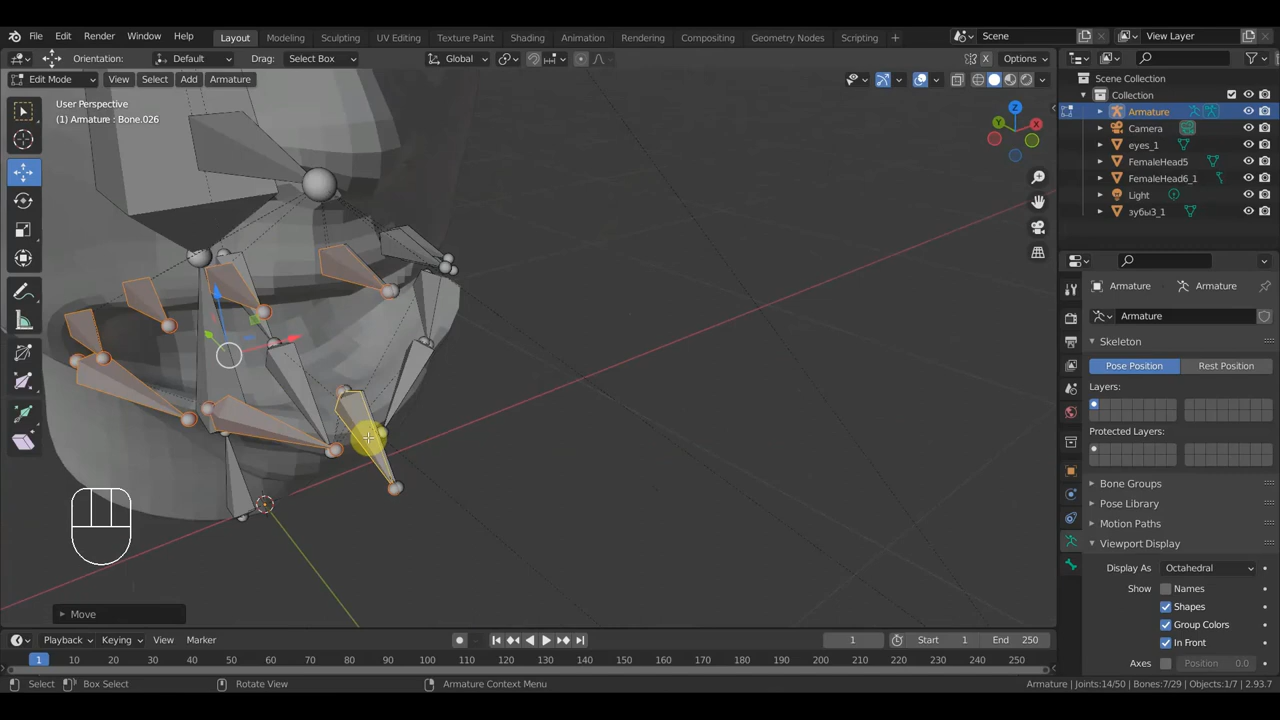 File Edit Render Window Help Layout Modeling Sculpting UV Editing Texture Paint Shading Animation Rendering Compositing Geometry Nodes Scripting + Scene View Layer
Orientation: Default Drag: Select Box Global Options
Edit Mode View Select Add Armature
User Perspective
(1) Armature : Bone.026
X
Y
Z
Move
Scene Collection
Collection
Armature
Camera
eyes_1
FemaleHead5
FemaleHead6_1
Light
зубы3_1
Armature Armature
Armature
Skeleton
Pose Position Rest Position
Layers:
Protected Layers:
Bone Groups
Pose Library
Motion Paths
Viewport Display
Display As Octahedral
Show Names
Shapes
Group Colors
In Front
Axes Position 0.0
Playback Keying View Marker 1 Start 1 End 250
1 10 20 30 40 50 60 70 80 90 100 110 120 130 140 150 160 170 180 190 200 210 220 230 240 250
Select Box Select Rotate View Armature Context Menu Armature | Joints:14/50 | Bones:7/29 | Objects:1/7 | 2.93.7